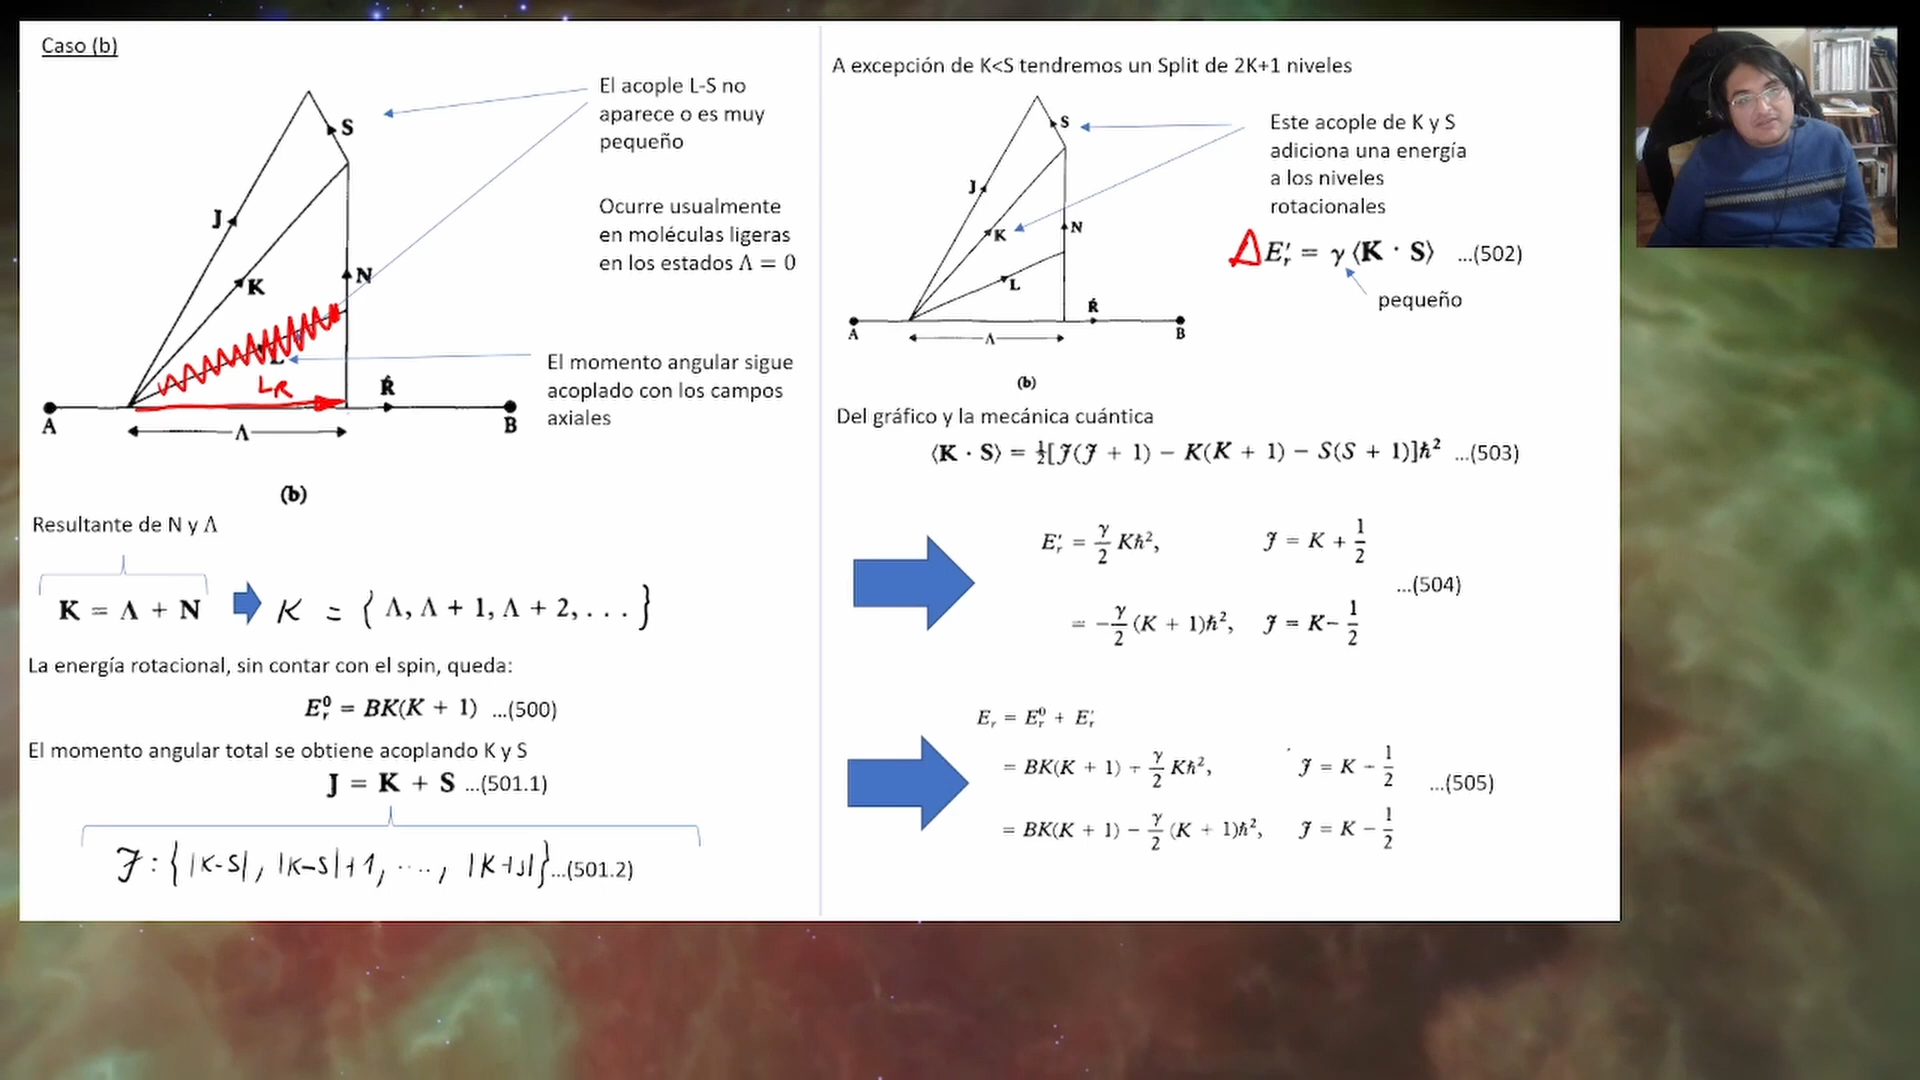 Caso (b)
El acople L-S no
aparece o es muy
pequeño
Ocurre usualmente
en moléculas ligeras
en los estados Λ = 0
El momento angular sigue
acoplado con los campos
axiales
S
J
K
N
L
L_R
R̂
A
Λ
B
(b)
Resultante de N y Λ
K = Λ + N
K = { Λ, Λ + 1, Λ + 2, . . . }
La energía rotacional, sin contar con el spin, queda:
E_r^0 = BK(K + 1) ...(500)
El momento angular total se obtiene acoplando K y S
J = K + S ...(501.1)
J : { |K-S|, |K-S|+1, ...., |K+J| } ...(501.2)
A excepción de K<S tendremos un Split de 2K+1 niveles
S
J
K
N
L
R̂
A
Λ
B
(b)
Este acople de K y S
adiciona una energía
a los niveles
rotacionales
Δ E_r' = γ ⟨K · S⟩ ...(502)
pequeño
Del gráfico y la mecánica cuántica
⟨K · S⟩ = ½[J(J + 1) − K(K + 1) − S(S + 1)]ℏ² ...(503)
E_r' = γ/2 Kℏ², J = K + 1/2
...(504)
= −γ/2 (K + 1)ℏ², J = K− 1/2
E_r = E_r^0 + E_r'
= BK(K + 1) + γ/2 Kℏ², J = K − 1/2
...(505)
= BK(K + 1) − γ/2 (K + 1)ℏ², J = K − 1/2